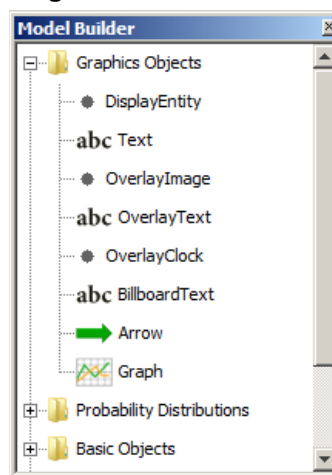 Model Builder
Graphics Objects
DisplayEntity
abc Text
OverlayImage
abc OverlayText
OverlayClock
abc BillboardText
Arrow
Graph
Probability Distributions
Basic Objects